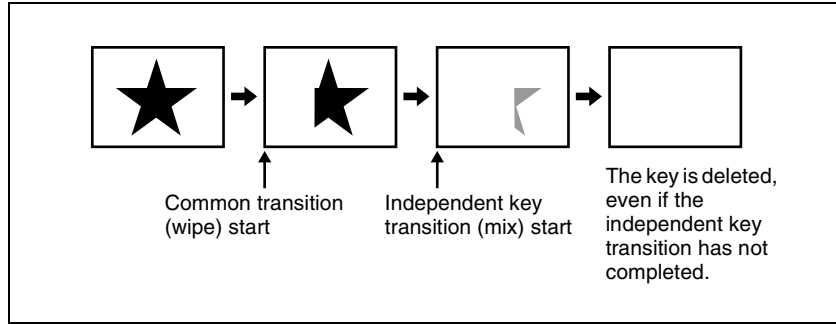 Common transition
(wipe) start
Independent key
transition (mix) start
The key is deleted,
even if the
independent key
transition has not
completed.